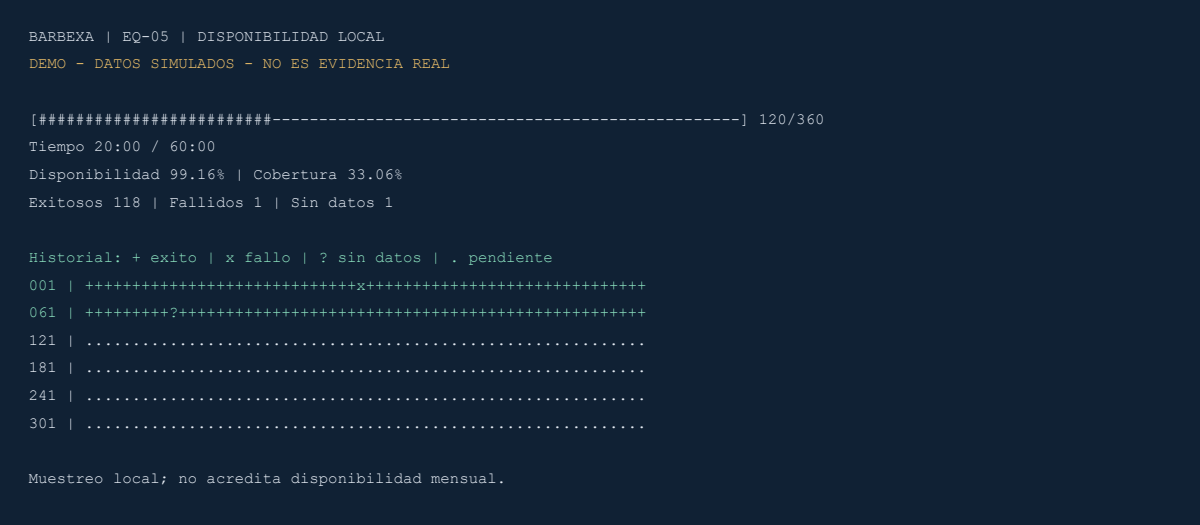 BARBEXA | EQ-05 | DISPONIBILIDAD LOCAL
DEMO - DATOS SIMULADOS - NO ES EVIDENCIA REAL
[#########################--------------------------------------------------] 120/360
Tiempo 20:00 / 60:00
Disponibilidad 99.16% | Cobertura 33.06%
Exitosos 118 | Fallidos 1 | Sin datos 1
Historial: + exito | x fallo | ? sin datos | . pendiente
001 | +++++++++++++++++++++++++++++x++++++++++++++++++++++++++++++
061 | +++++++++?++++++++++++++++++++++++++++++++++++++++++++++++++
121 | ............................................................
181 | ............................................................
241 | ............................................................
301 | ............................................................
Muestreo local; no acredita disponibilidad mensual.